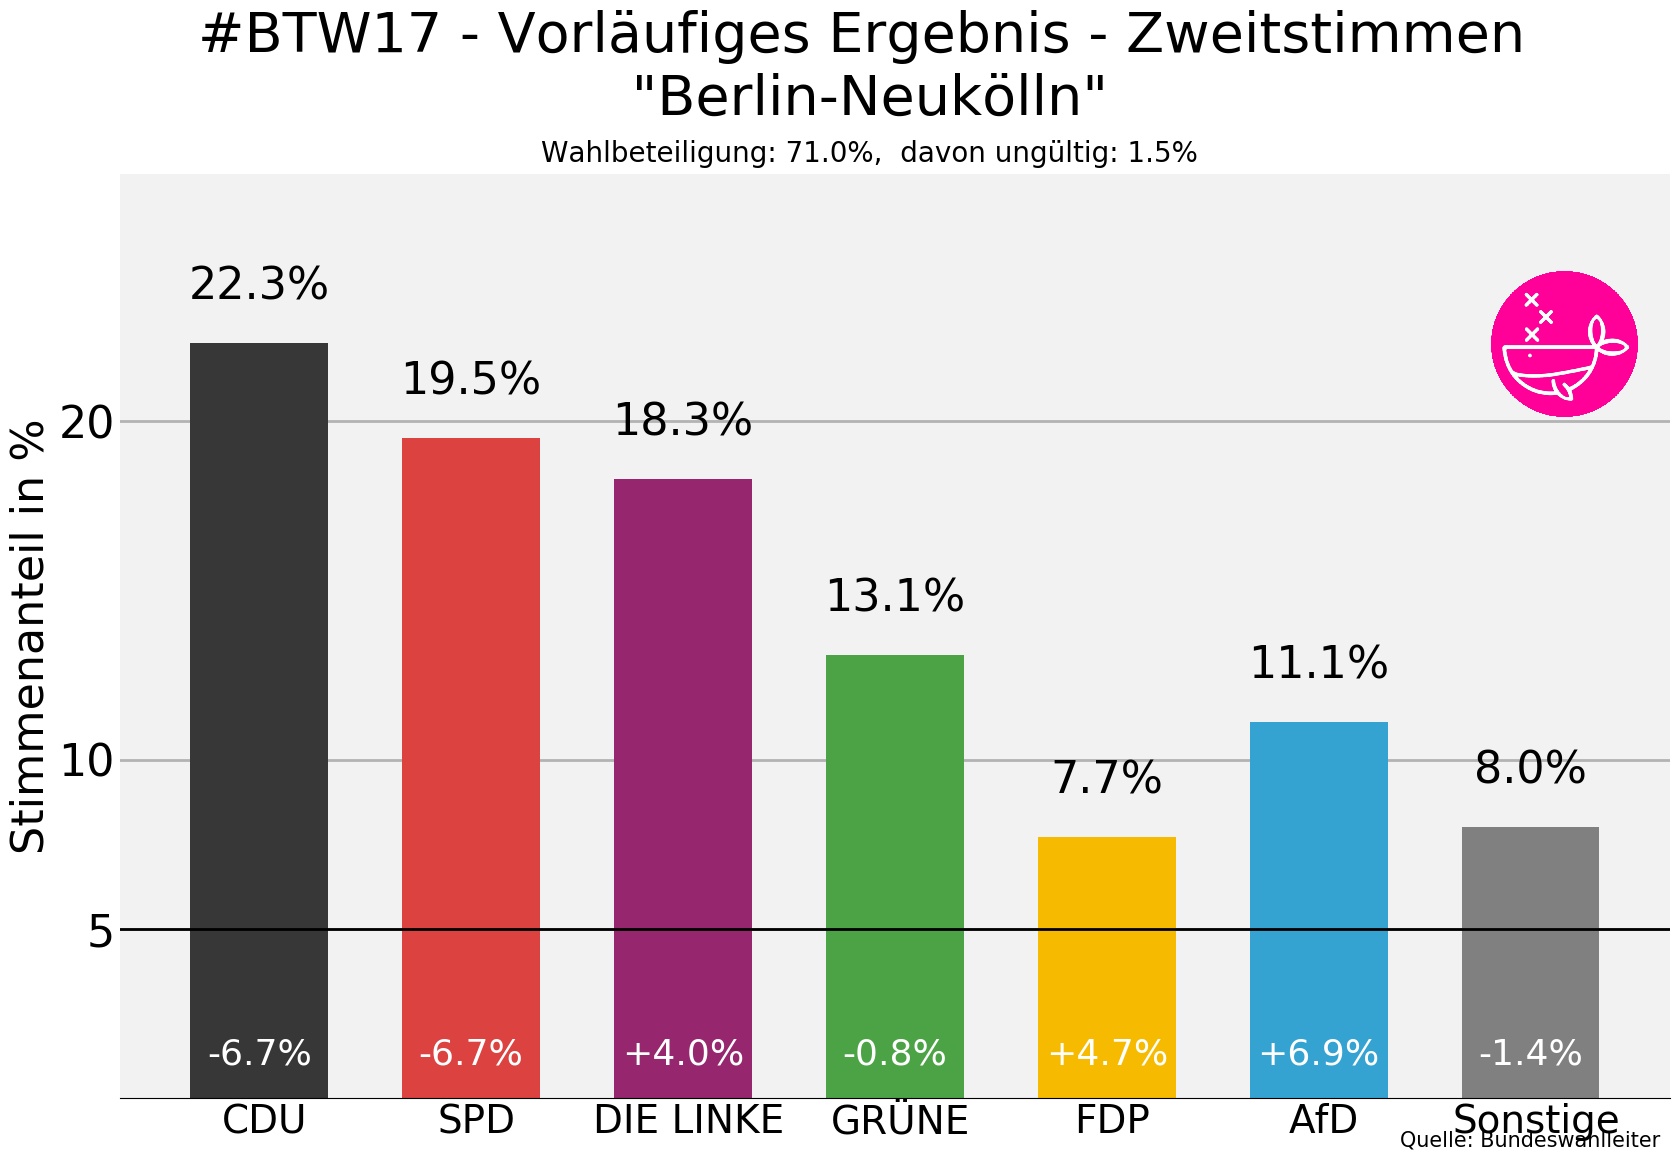 #BTW17 - Vorläufiges Ergebnis - Zweitstimmen
"Berlin-Neukölln"
Wahlbeteiligung: 71.0%,  davon ungültig: 1.5%
Stimmenanteil in %
20
10
5
22.3%
19.5%
18.3%
13.1%
7.7%
11.1%
8.0%
-6.7%
-6.7%
+4.0%
-0.8%
+4.7%
+6.9%
-1.4%
CDU
SPD
DIE LINKE
GRÜNE
FDP
AfD
Sonstige
Quelle: Bundeswahlleiter